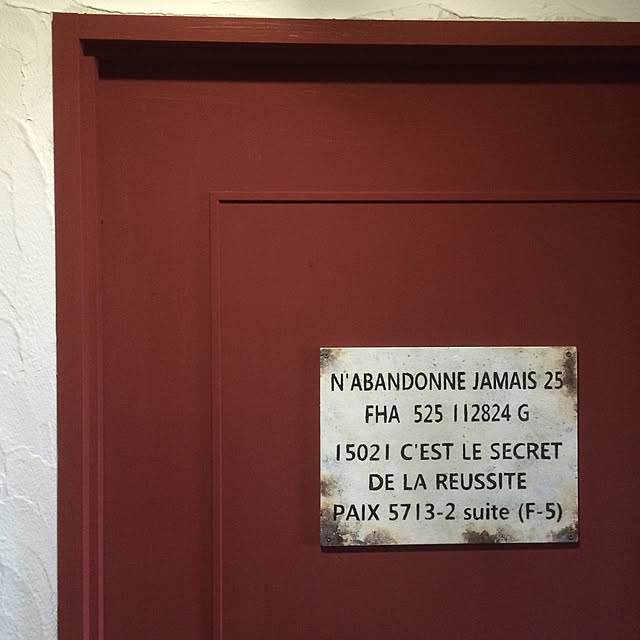 N'ABANDONNE JAMAIS 25
FHA 525 112824 G
15021 C'EST LE SECRET
DE LA REUSSITE
PAIX 5713-2 suite (F-5)